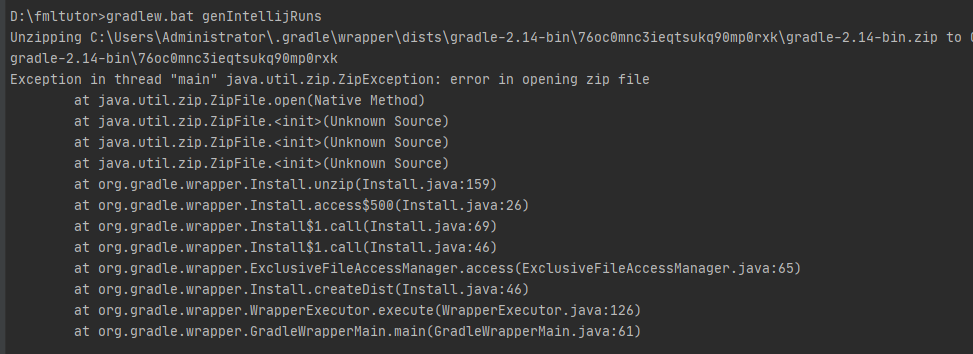 D:\fmltutor>gradlew.bat genIntellijRuns
Unzipping C:\Users\Administrator\.gradle\wrapper\dists\gradle-2.14-bin\76oc0mnc3ieqtsukq90mp0rxk\gradle-2.14-bin.zip to
gradle-2.14-bin\76oc0mnc3ieqtsukq90mp0rxk
Exception in thread "main" java.util.zip.ZipException: error in opening zip file
at java.util.zip.ZipFile.open(Native Method)
at java.util.zip.ZipFile.<init>(Unknown Source)
at java.util.zip.ZipFile.<init>(Unknown Source)
at java.util.zip.ZipFile.<init>(Unknown Source)
at org.gradle.wrapper.Install.unzip(Install.java:159)
at org.gradle.wrapper.Install.access$500(Install.java:26)
at org.gradle.wrapper.Install$1.call(Install.java:69)
at org.gradle.wrapper.Install$1.call(Install.java:46)
at org.gradle.wrapper.ExclusiveFileAccessManager.access(ExclusiveFileAccessManager.java:65)
at org.gradle.wrapper.Install.createDist(Install.java:46)
at org.gradle.wrapper.WrapperExecutor.execute(WrapperExecutor.java:126)
at org.gradle.wrapper.GradleWrapperMain.main(GradleWrapperMain.java:61)